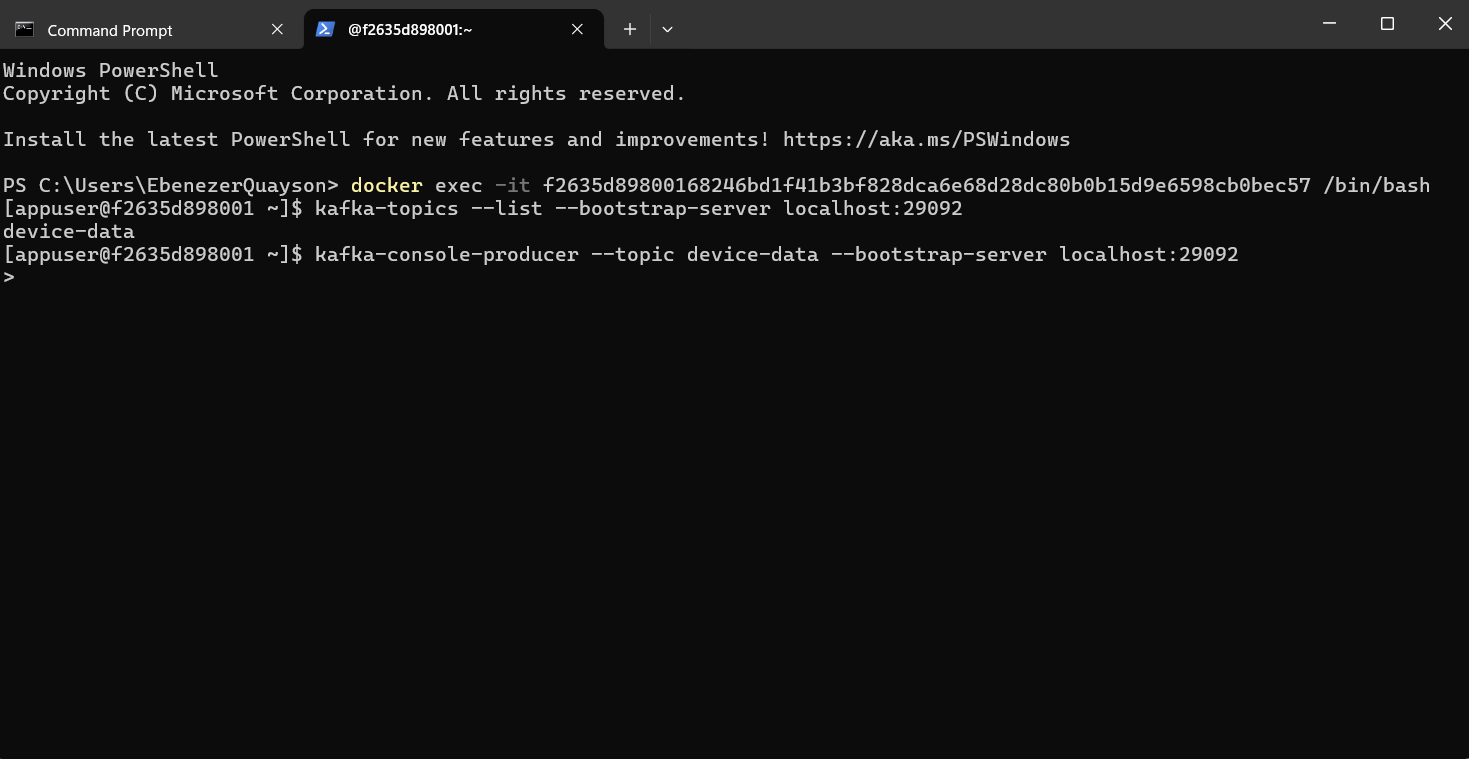 Command Prompt
@f2635d898001:~
Windows PowerShell
Copyright (C) Microsoft Corporation. All rights reserved.
Install the latest PowerShell for new features and improvements! https://aka.ms/PSWindows
PS C:\Users\EbenezerQuayson> docker exec -it f2635d89800168246bd1f41b3bf828dca6e68d28dc80b0b15d9e6598cb0bec57 /bin/bash
[appuser@f2635d898001 ~]$ kafka-topics --list --bootstrap-server localhost:29092
device-data
[appuser@f2635d898001 ~]$ kafka-console-producer --topic device-data --bootstrap-server localhost:29092
>